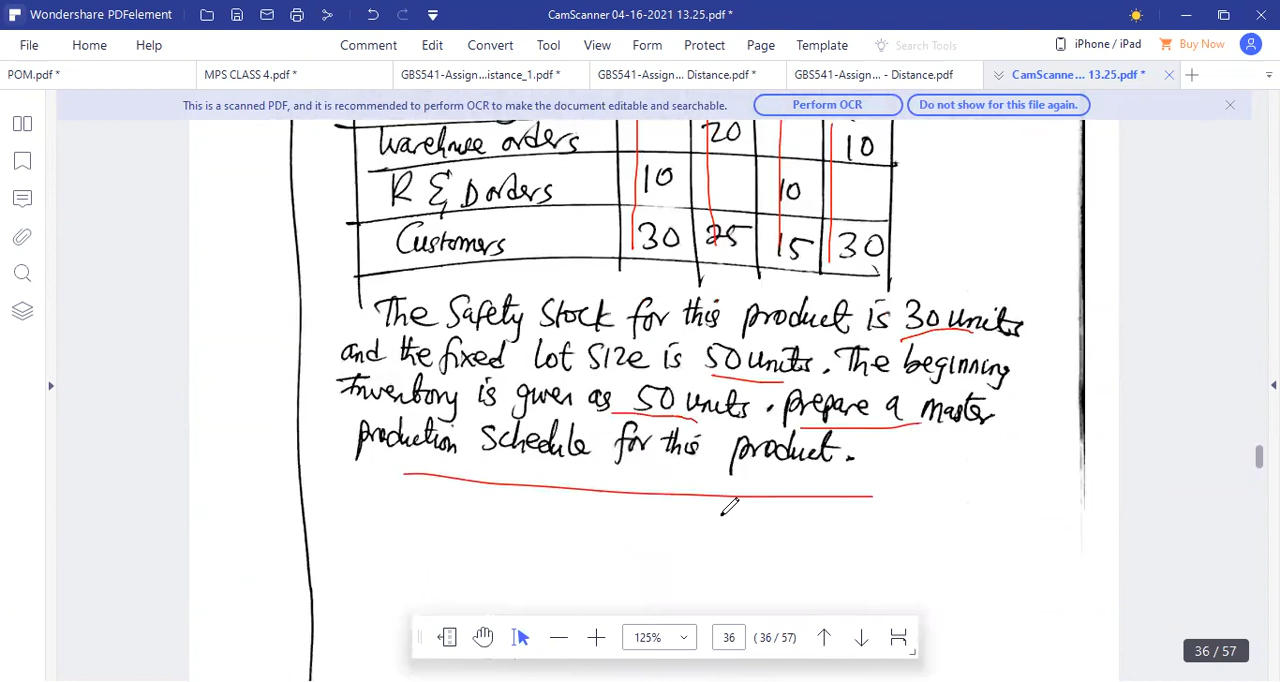 Wondershare PDFelement
CamScanner 04-16-2021 13.25.pdf *
File Home Help Comment Edit Convert Tool View Form Protect Page Template Search Tools iPhone / iPad Buy Now
POM.pdf * MPS CLASS 4.pdf * GBS541-Assign...istance_1.pdf * GBS541-Assign... Distance.pdf * GBS541-Assign... - Distance.pdf CamScanne... 13.25.pdf *
This is a scanned PDF, and it is recommended to perform OCR to make the document editable and searchable. Perform OCR Do not show for this file again.
Warehouse orders 20 10
R & D orders 10 10
Customers 30 25 15 30
The Safety Stock for this product is 30 units
and the fixed lot size is 50 units. The beginning
Inventory is given as 50 units. prepare a master
production schedule for this product.
125% 36 (36 / 57)
36 / 57